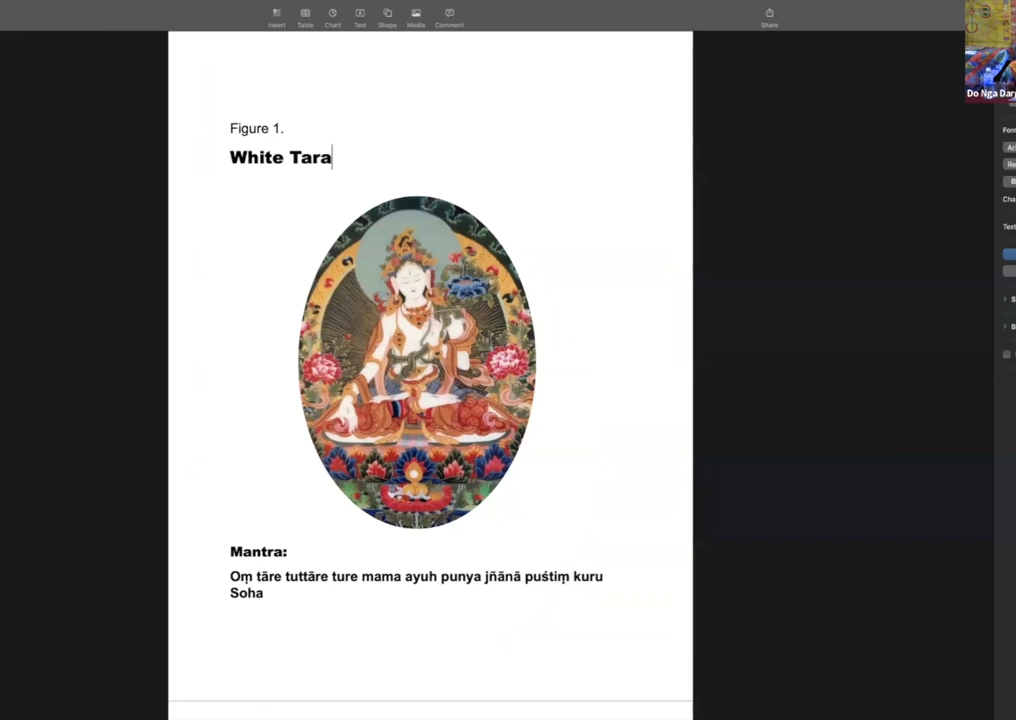 Insert Table Chart Text Shape Media Comment Share
Do Nga
Figure 1.
White Tara
Mantra:
Oṃ tāre tuttāre ture mama ayuh punya jñānā puśtiṃ kuru
Soha